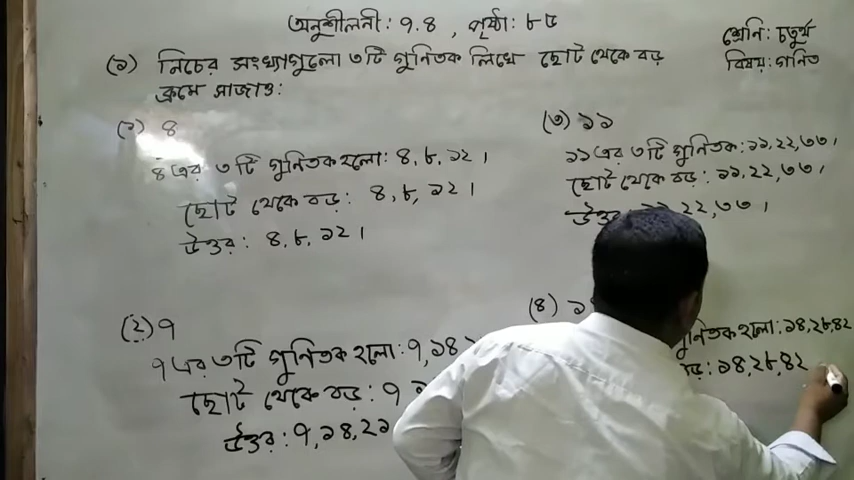 অনুশীলনী: ৭.৪, পৃষ্ঠা: ৮৫
শ্রেনি: চতুর্থ
বিষয়: গনিত
(১) নিচের সংখ্যাগুলো ৩টি গুনিতক লিখে ছোট থেকে বড়
ক্রমে সাজাও:
(১) ৪
৪ এর ৩টি গুনিতক হলো: ৪,৮,১২।
ছোট থেকে বড়: ৪,৮,১২।
উত্তর: ৪,৮,১২।
(২) ৭
৭ এর ৩টি গুনিতক হলো: ৭,১৪
ছোট থেকে বড়: ৭
উত্তর: ৭,১৪,২১
(৩) ১১
১১ এর ৩টি গুনিতক: ১১,২২,৩৩।
ছোট থেকে বড়: ১১,২২,৩৩।
উত্তর: ২২,৩৩।
(৪)
গুনিতক হলো: ১৪,২৮,৪২
বড়: ১৪,২৮,৪২